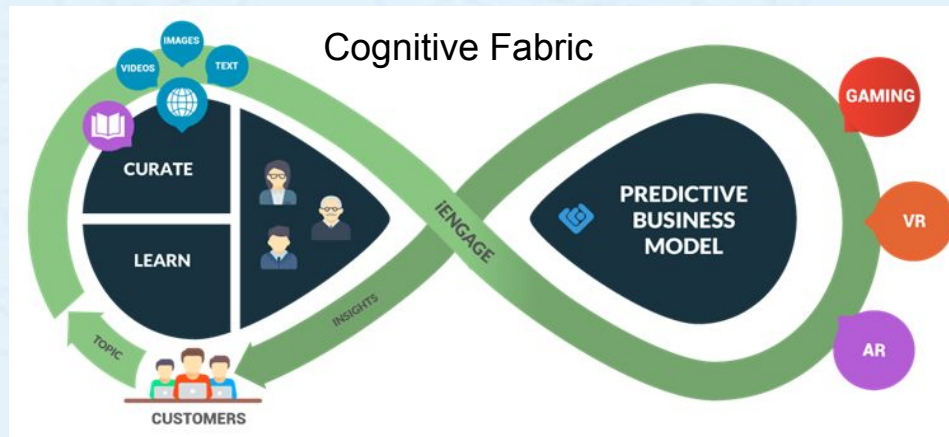 Cognitive Fabric
IMAGES
VIDEOS
TEXT
CURATE
LEARN
TOPIC
CUSTOMERS
INSIGHTS
iENGAGE
PREDICTIVE
BUSINESS
MODEL
GAMING
VR
AR